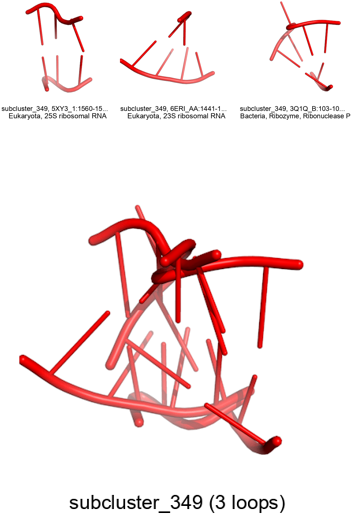 subcluster_349, 5XY3_1:1560-15...
Eukaryota, 25S ribosomal RNA
subcluster_349, 6ERI_AA:1441-1...
Eukaryota, 23S ribosomal RNA
subcluster_349, 3Q1Q_B:103-10...
Bacteria, Ribozyme, Ribonuclease P
subcluster_349 (3 loops)